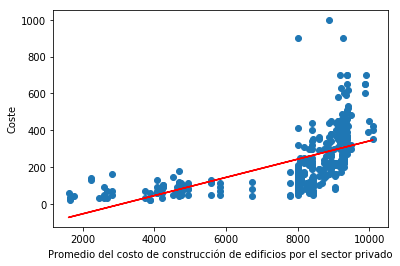 1000
800
600
400
200
0
Coste
2000 4000 6000 8000 10000
Promedio del costo de construcción de edificios por el sector privado